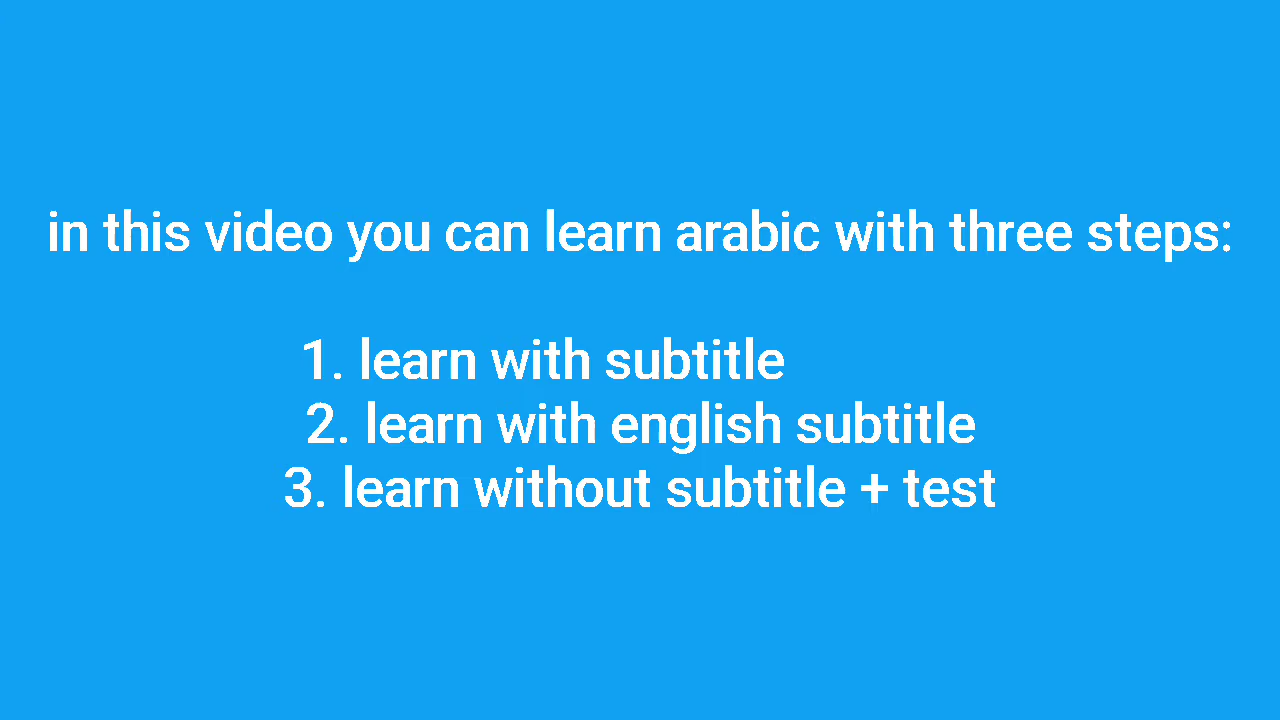 in this video you can learn arabic with three steps:
1. learn with subtitle
2. learn with english subtitle
3. learn without subtitle + test